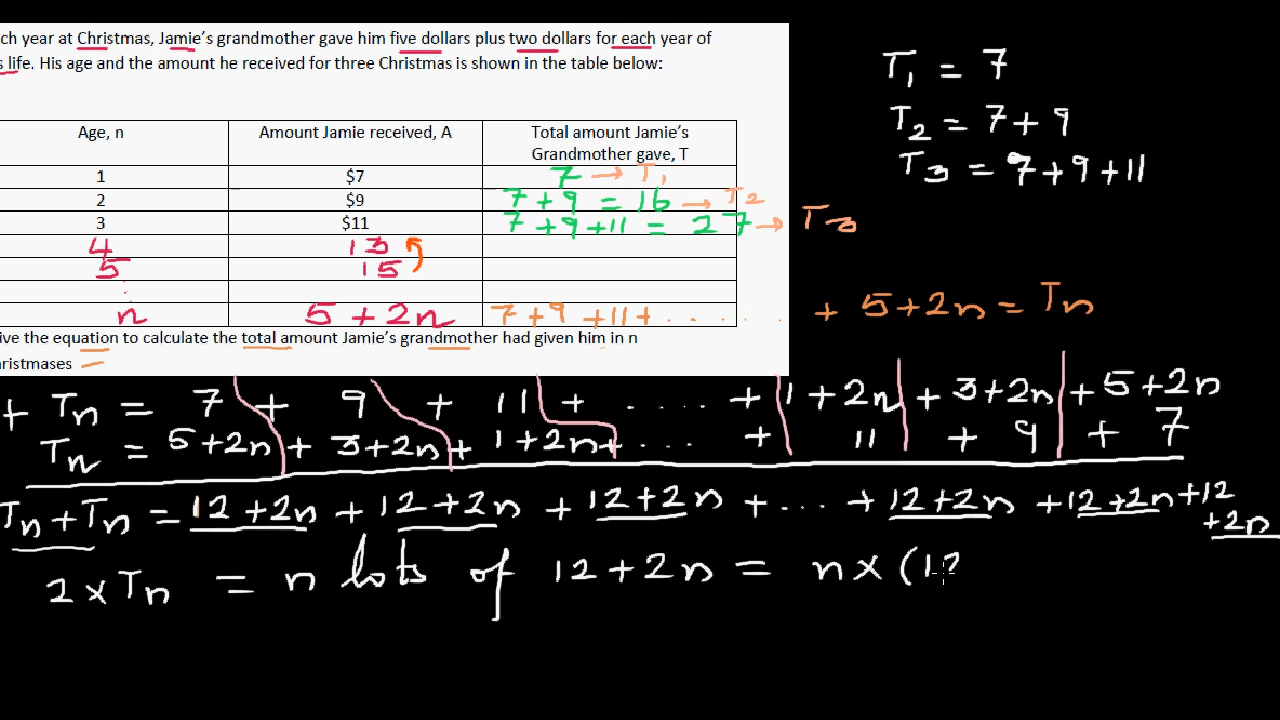 ch year at Christmas, Jamie's grandmother gave him five dollars plus two dollars for each year of
s life. His age and the amount he received for three Christmas is shown in the table below:
Age, n Amount Jamie received, A Total amount Jamie's Grandmother gave, T
1 $7 7 → T1
2 $9 7 + 9 = 16 → T2
3 $11 7 + 9 + 11 = 27 → T3
4 13
5 15
.
.
n 5 + 2n 7 + 9 + 11 + . . . . . . + 5 + 2n = Tn
ive the equation to calculate the total amount Jamie's grandmother had given him in n
hristmases
T1 = 7
T2 = 7 + 9
T3 = 7 + 9 + 11
+ Tn = 7 + 9 + 11 + . . . . + 1 + 2n + 3 + 2n + 5 + 2n
Tn = 5 + 2n + 3 + 2n + 1 + 2n + . . . + 11 + 9 + 7
Tn + Tn = 12 + 2n + 12 + 2n + 12 + 2n + . . . + 12 + 2n + 12 + 2n + 12 + 2n
2 × Tn = n lots of 12 + 2n = n × (12